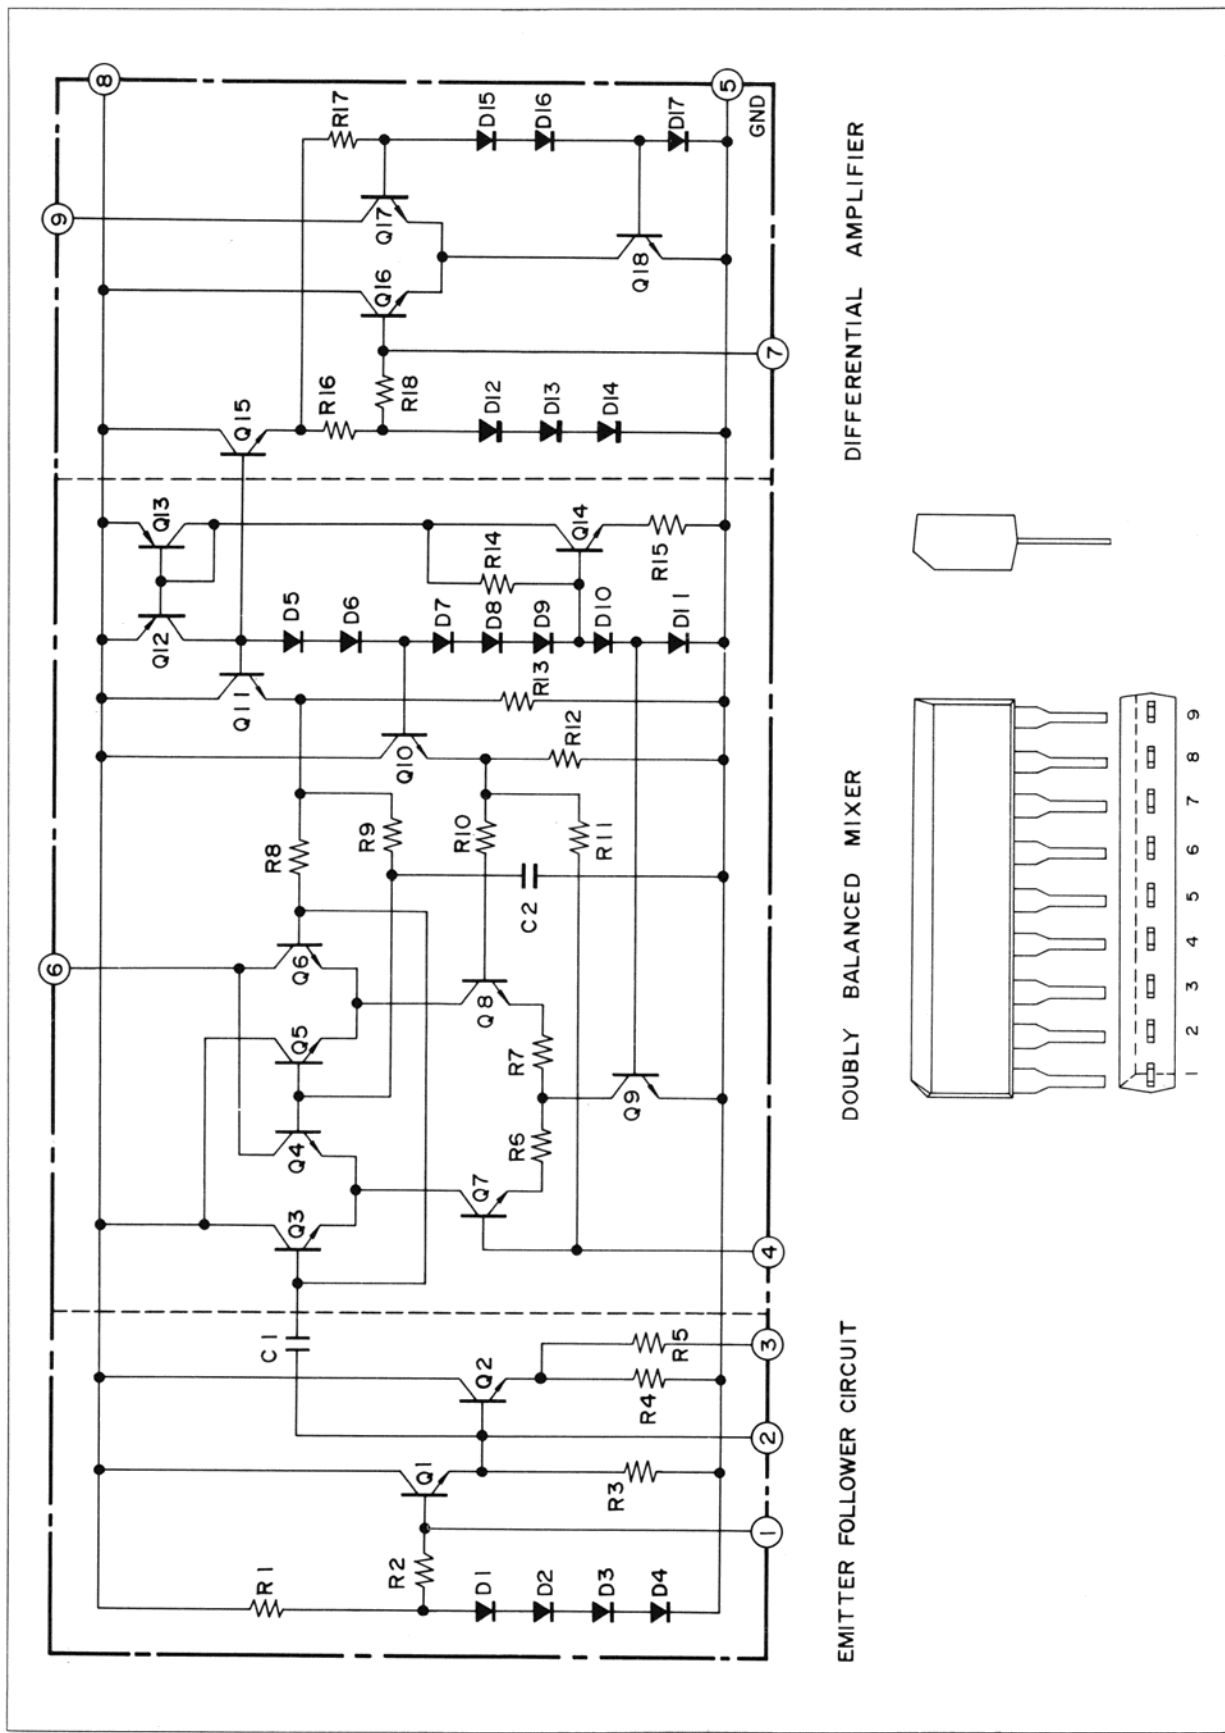 6
9
8
Q12
Q13
Q11
Q15
R1
C1
R8
Q3
Q4
Q5
Q6
D5
R16
R17
D6
R9
Q16
Q17
R2
Q1
Q10
R18
D7
R10
D1
Q2
Q7
Q8
D8
R14
D12
D15
R6
R7
C2
D9
R13
D2
D13
D16
R12
Q14
D3
R11
D10
D14
R3
R4
Q9
Q18
D4
R15
D11
D17
R5
GND
1
2
3
4
7
5
EMITTER FOLLOWER CIRCUIT
DOUBLY BALANCED MIXER
DIFFERENTIAL AMPLIFIER
1 2 3 4 5 6 7 8 9